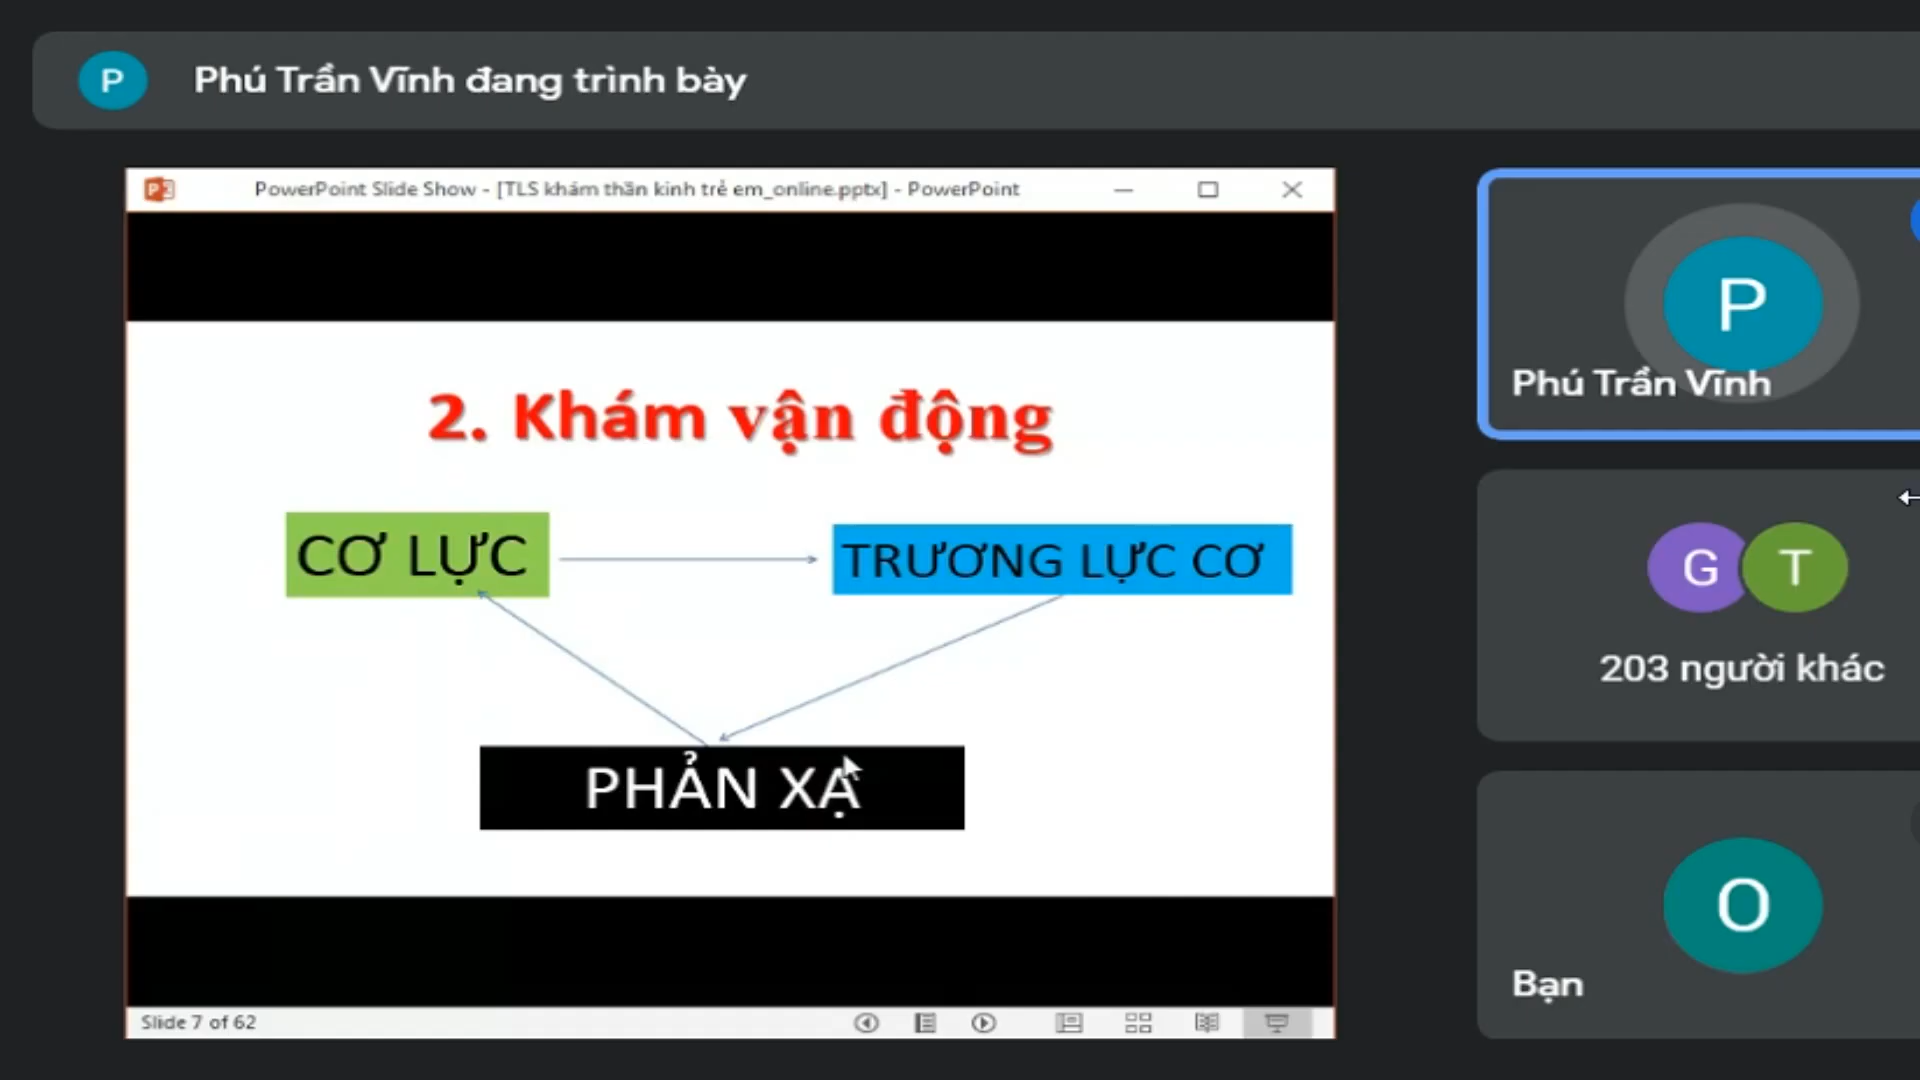 P
Phú Trần Vĩnh đang trình bày
PowerPoint Slide Show - [TLS khám thần kinh trẻ em_online.pptx] - PowerPoint
2. Khám vận động
CƠ LỰC
TRƯƠNG LỰC CƠ
PHẢN XẠ
Slide 7 of 62
P
Phú Trần Vĩnh
G
T
203 người khác
O
Bạn